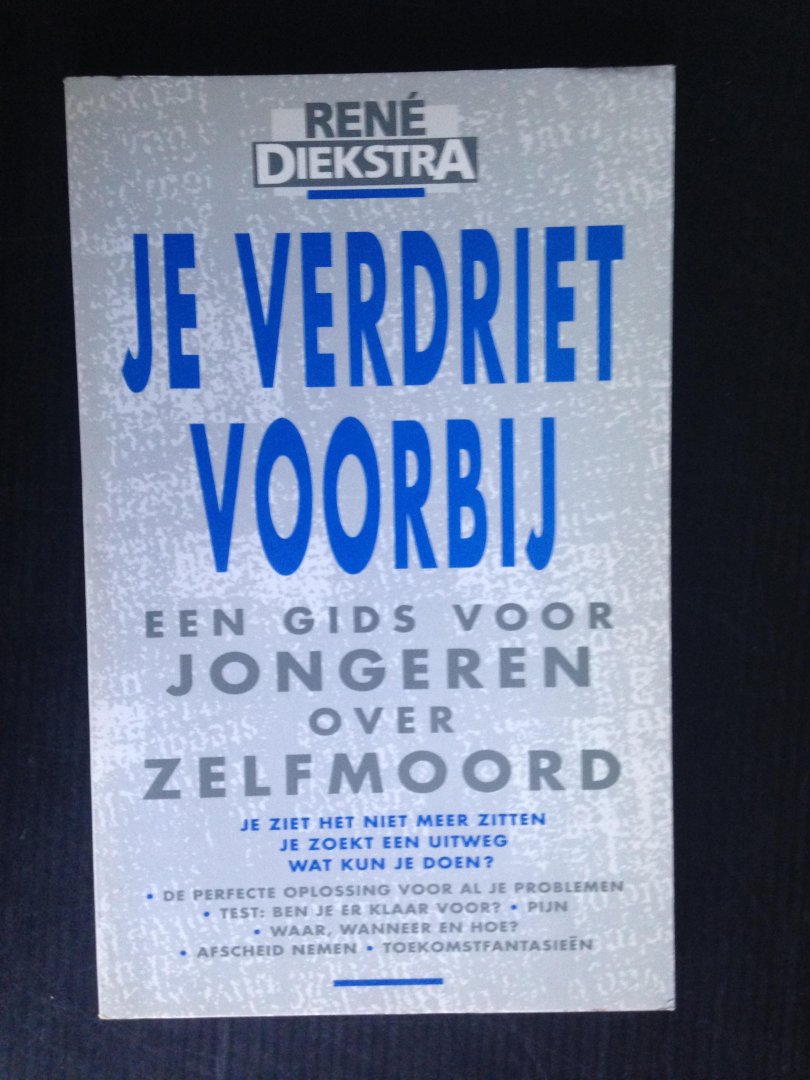 RENÉ
DIEKSTRA
JE VERDRIET
VOORBIJ
EEN GIDS VOOR
JONGEREN
OVER
ZELFMOORD
JE ZIET HET NIET MEER ZITTEN
JE ZOEKT EEN UITWEG
WAT KUN JE DOEN?
• DE PERFECTE OPLOSSING VOOR AL JE PROBLEMEN
• TEST: BEN JE ER KLAAR VOOR? • PIJN
• WAAR, WANNEER EN HOE?
• AFSCHEID NEMEN • TOEKOMSTFANTASIEËN